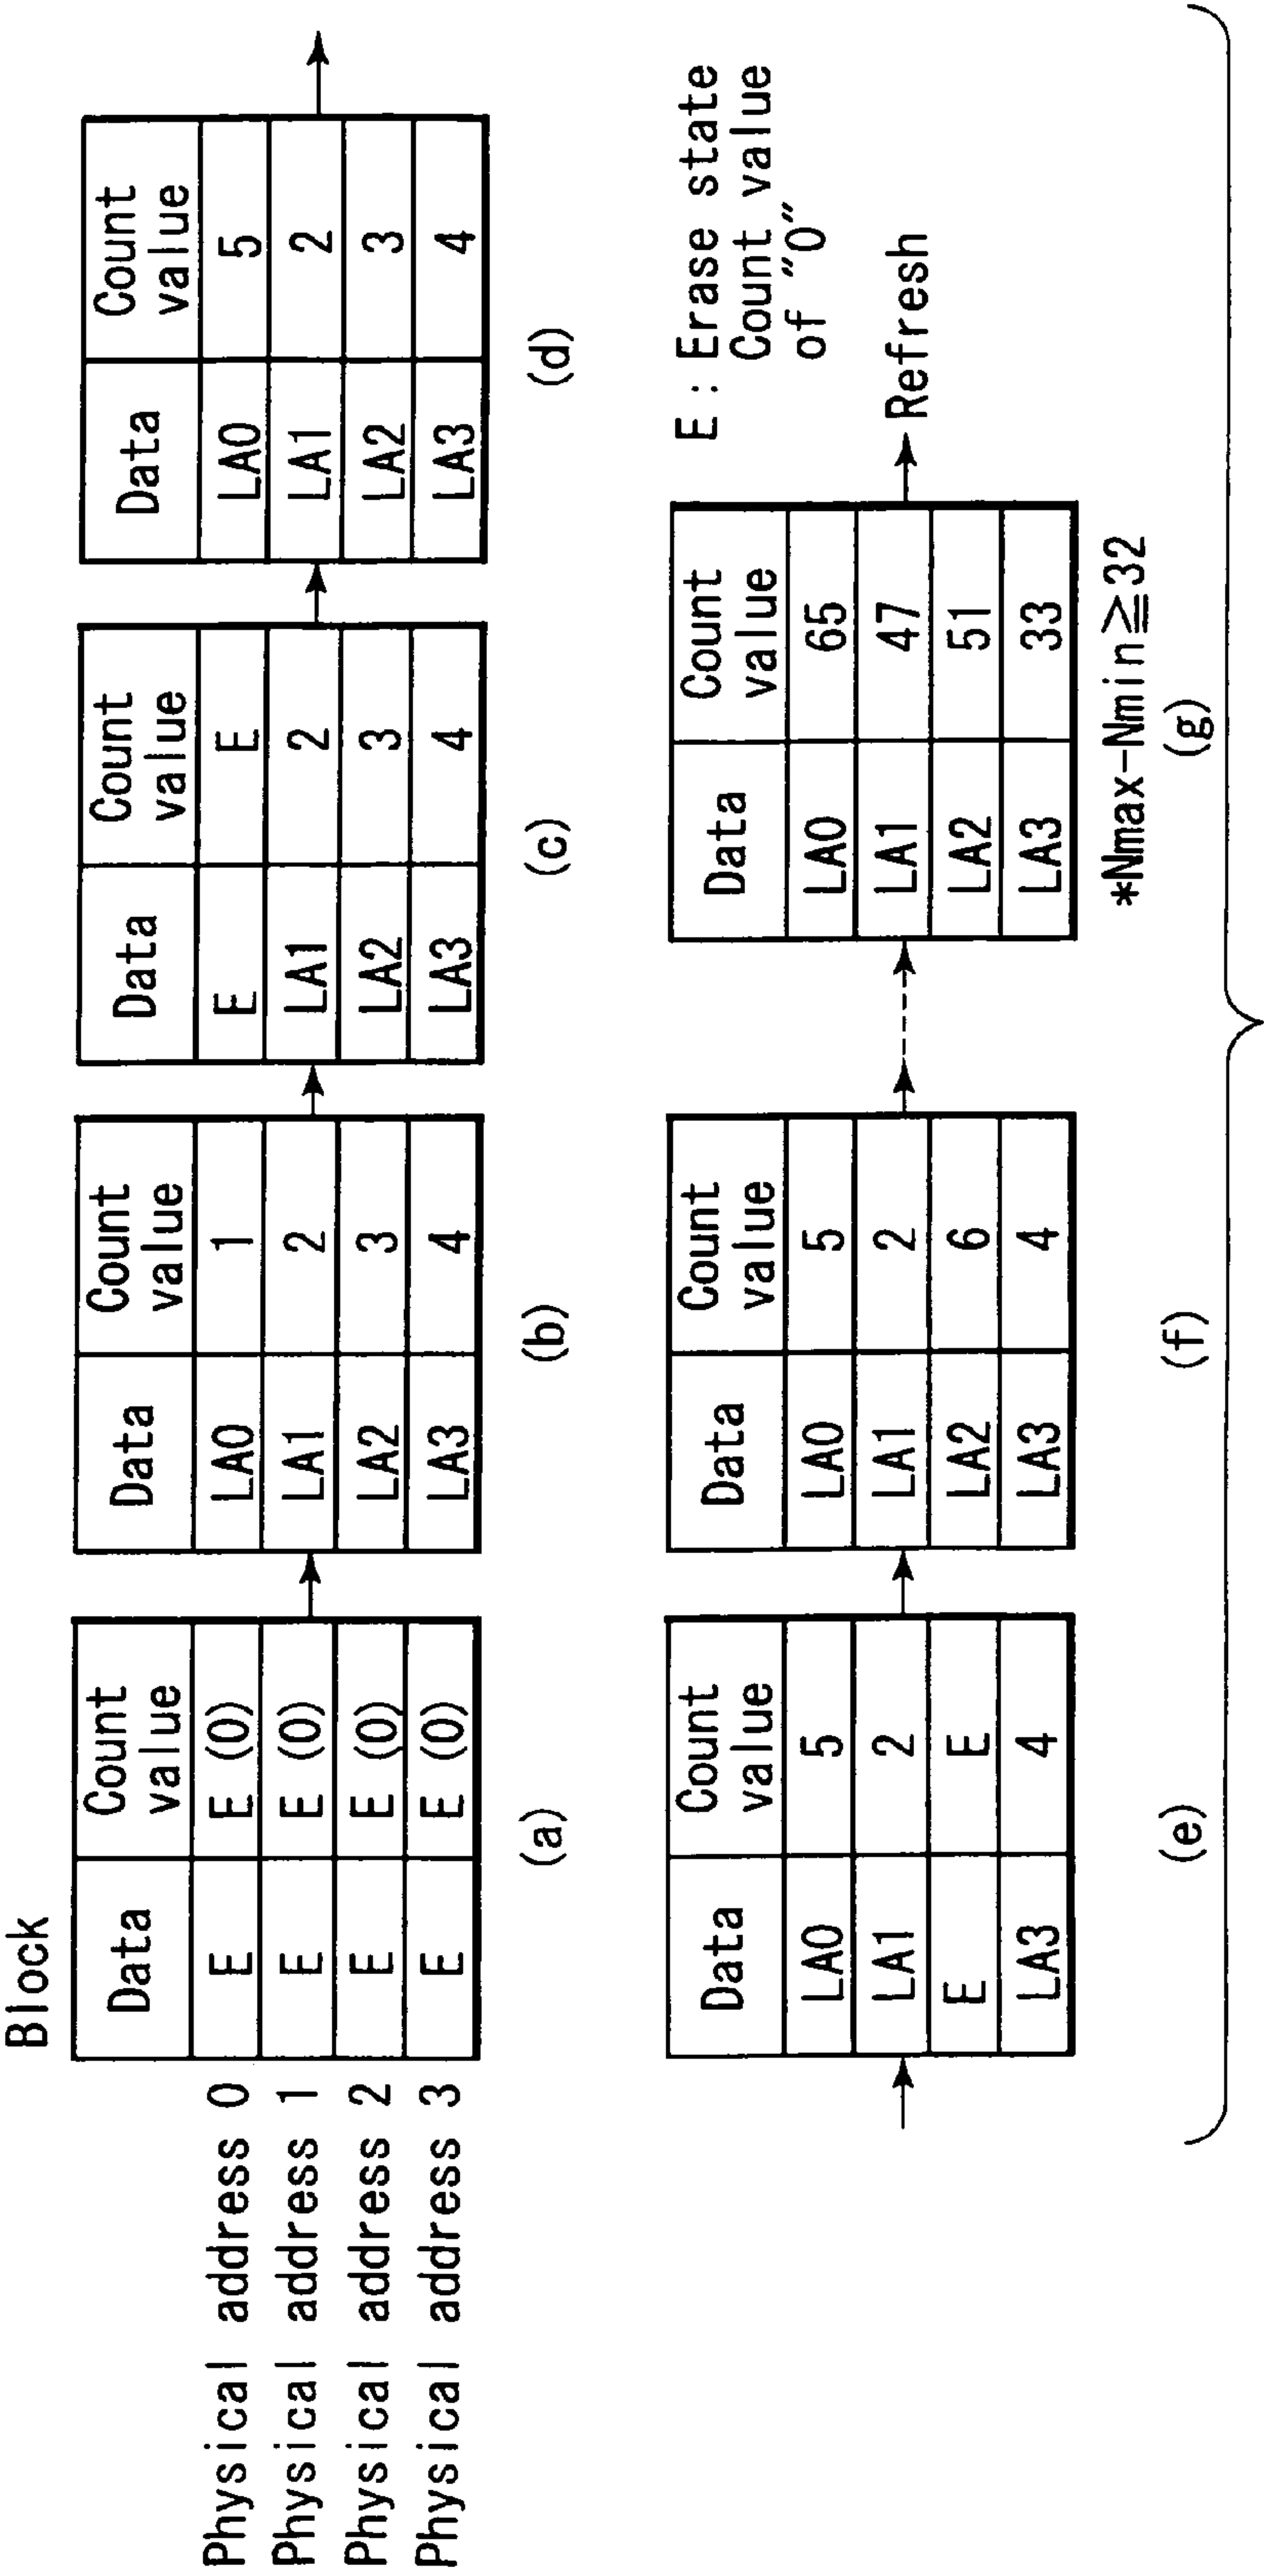 Block
Data Count value
Physical address 0 E E (0)
Physical address 1 E E (0)
Physical address 2 E E (0)
Physical address 3 E E (0)
(a)
Data Count value
LA0 1
LA1 2
LA2 3
LA3 4
(b)
Data Count value
E E
LA1 2
LA2 3
LA3 4
(c)
Data Count value
LA0 5
LA1 2
LA2 3
LA3 4
(d)
Data Count value
LA0 5
LA1 2
E E
LA3 4
(e)
Data Count value
LA0 5
LA1 2
LA2 6
LA3 4
(f)
Data Count value
LA0 65
LA1 47
LA2 51
LA3 33
*Nmax-Nmin≧32
(g)
Refresh
E : Erase state
Count value
of "0"